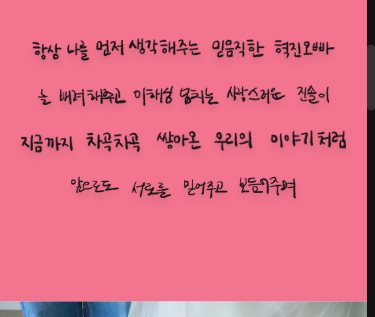 항상 나를 먼저 생각해주는 믿음직한 혁진오빠
늘 배려해주고 이해심 넘치는 사랑스러운 진솔이
지금까지 차곡차곡 쌓아온 우리의 이야기처럼
앞으로도 서로를 믿어주고 보듬어주며